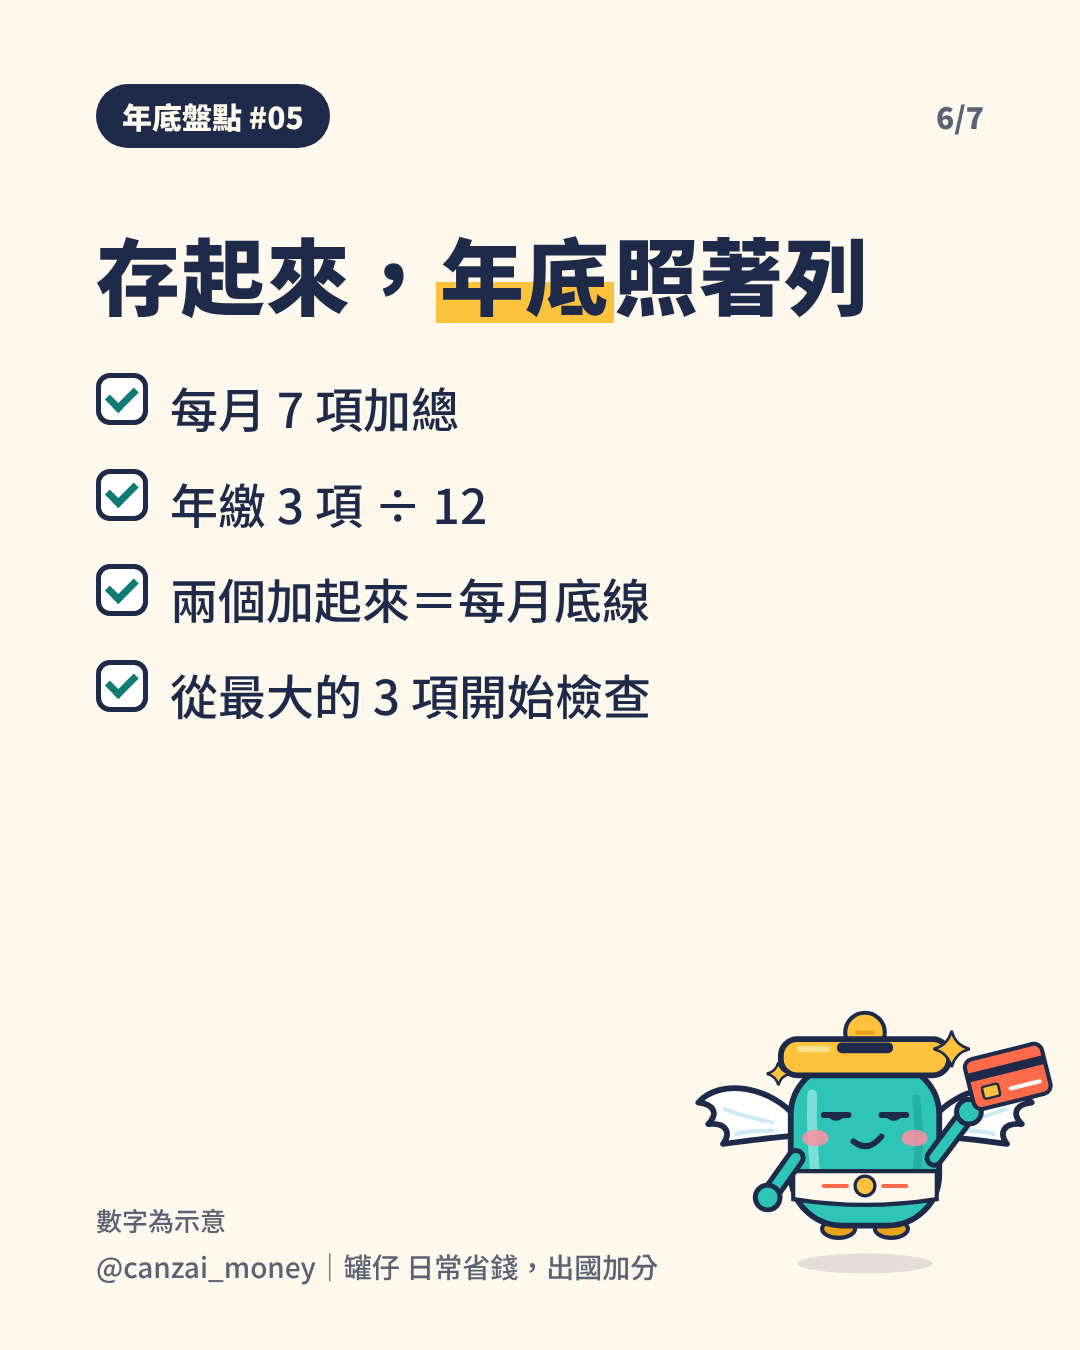 年底盤點 #05
6/7
存起來，年底照著列
每月 7 項加總
年繳 3 項 ÷ 12
兩個加起來＝每月底線
從最大的 3 項開始檢查
數字為示意
@canzai_money｜罐仔 日常省錢，出國加分